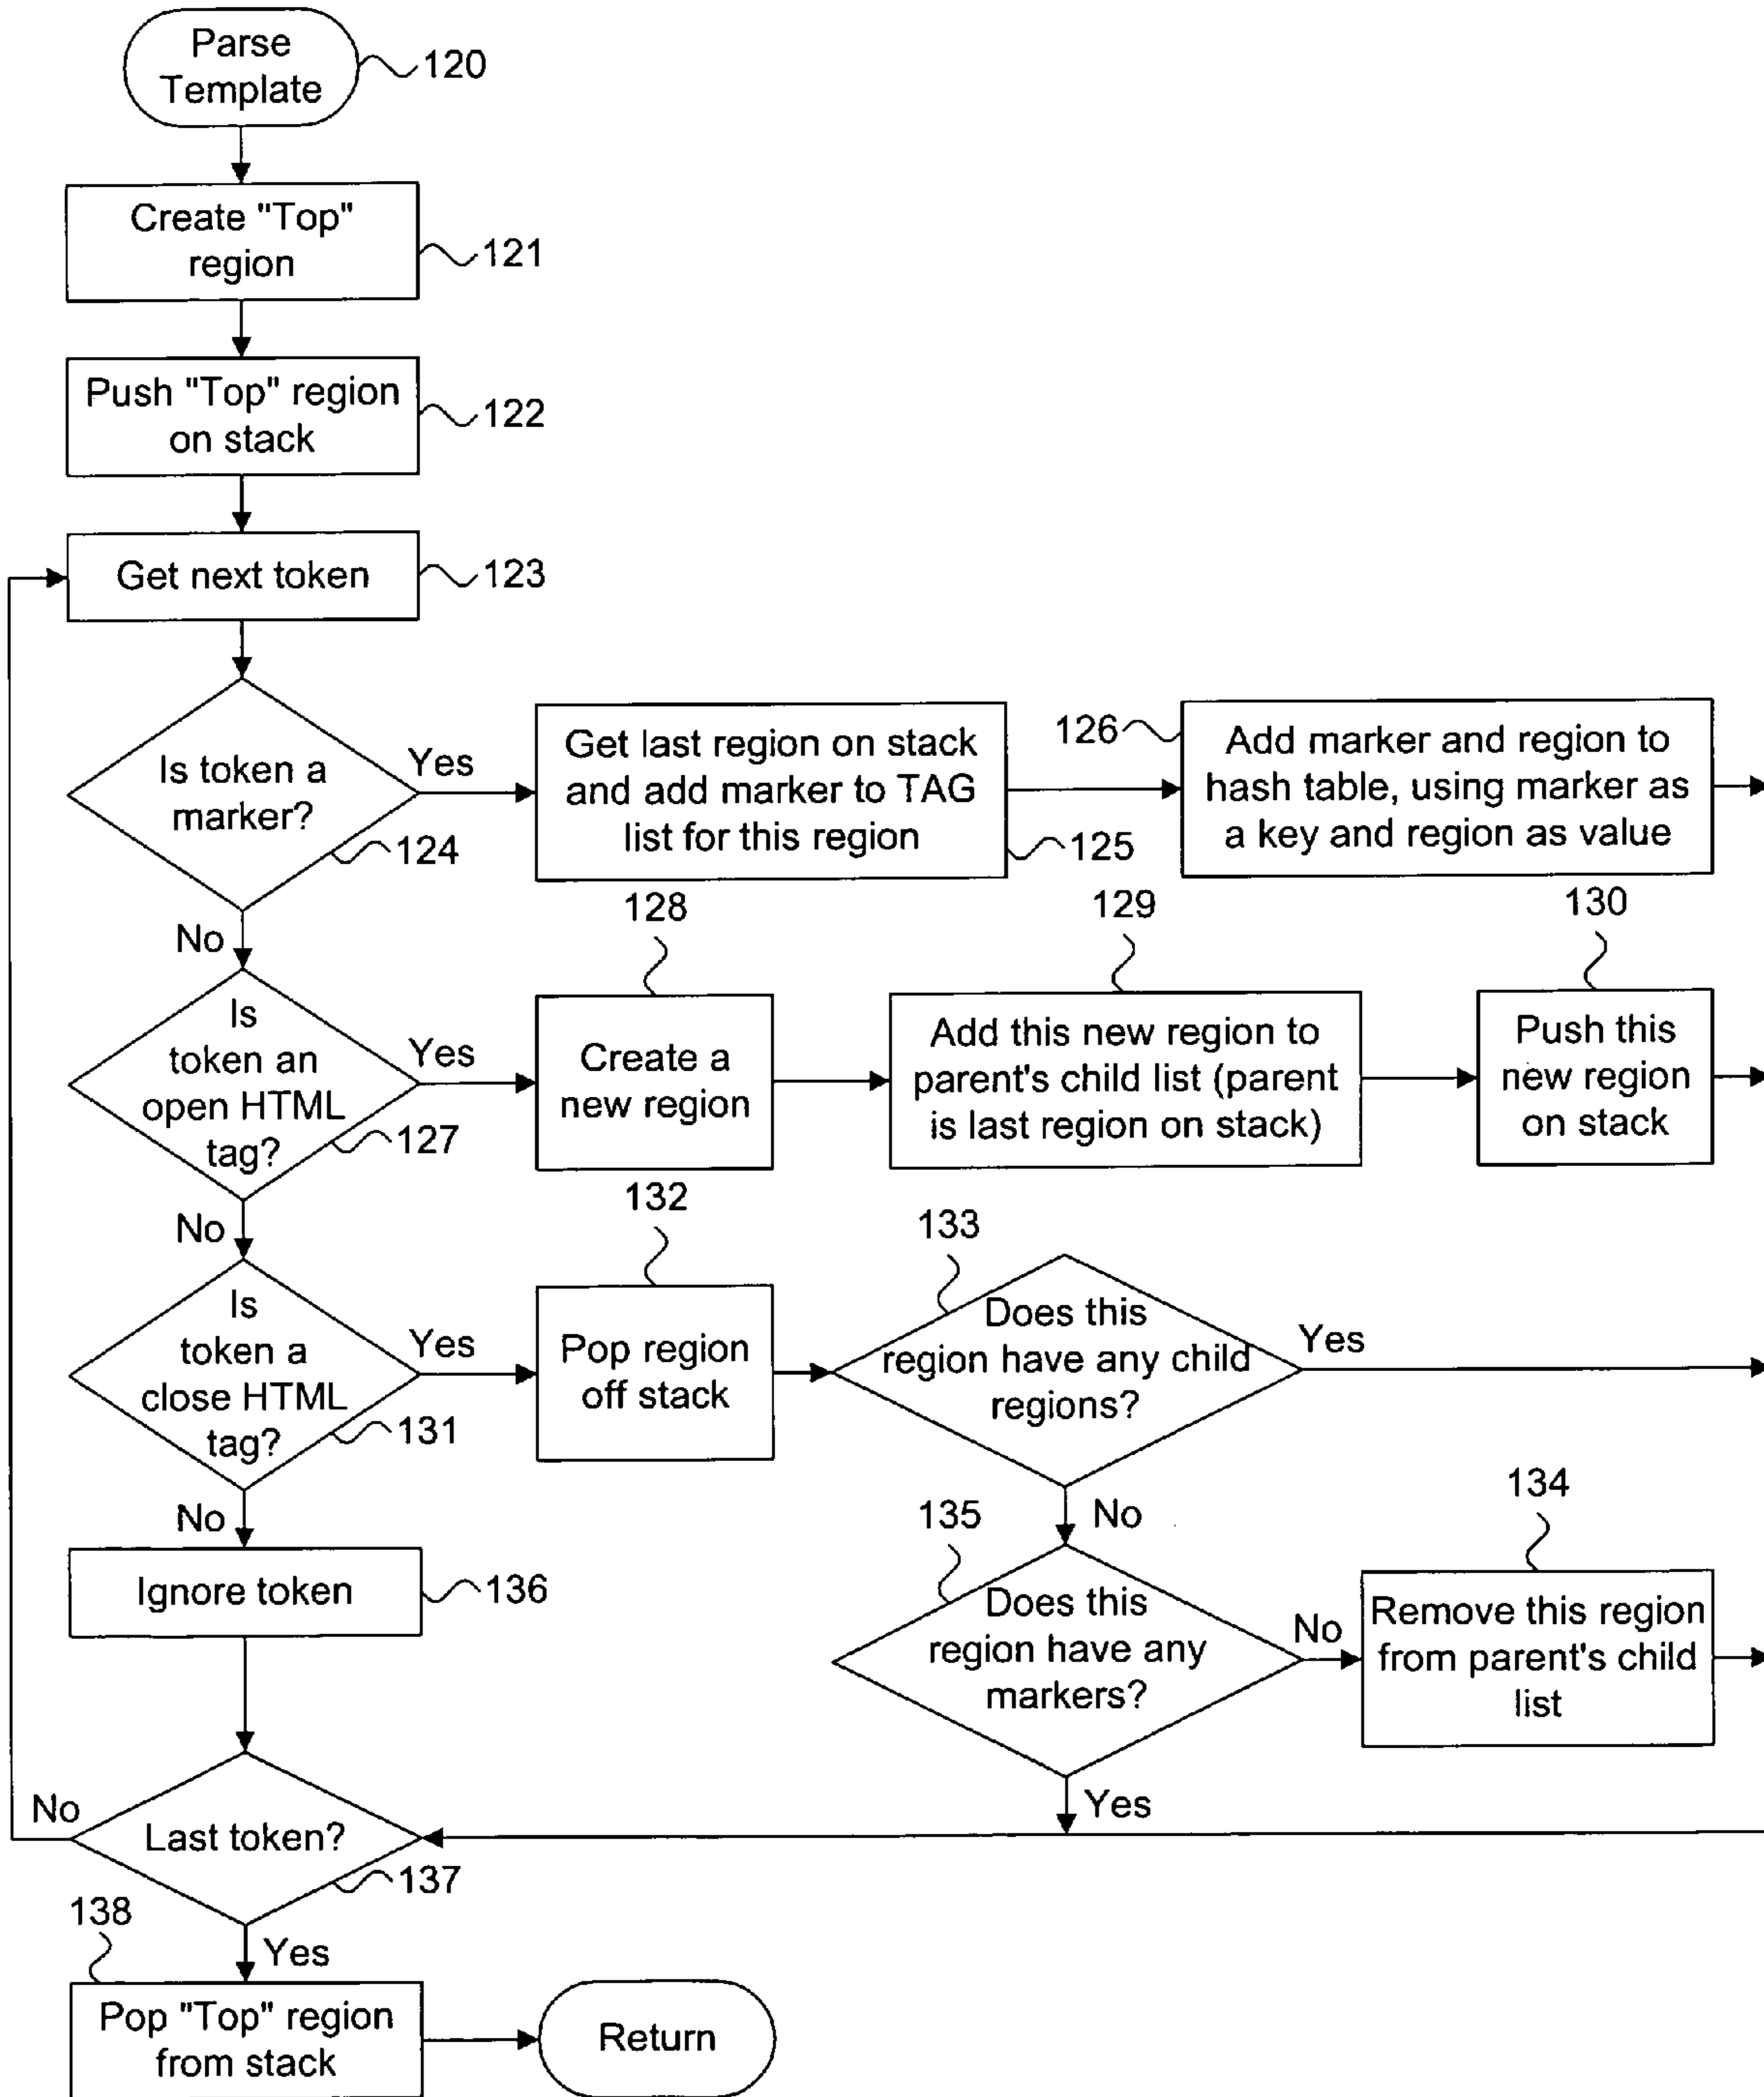 Parse
Template
120
Create "Top"
region
121
Push "Top" region
on stack
122
Get next token
123
Is token a
marker?
124
Yes
No
Get last region on stack
and add marker to TAG
list for this region
125
126
Add marker and region to
hash table, using marker as
a key and region as value
Is
token an
open HTML
tag?
127
Yes
No
128
Create a
new region
129
Add this new region to
parent's child list (parent
is last region on stack)
130
Push this
new region
on stack
Is
token a
close HTML
tag?
131
Yes
No
132
Pop region
off stack
133
Does this
region have any child
regions?
Yes
No
135
Does this
region have any
markers?
No
Yes
134
Remove this region
from parent's child
list
Ignore token
136
Last token?
137
No
Yes
138
Pop "Top" region
from stack
Return